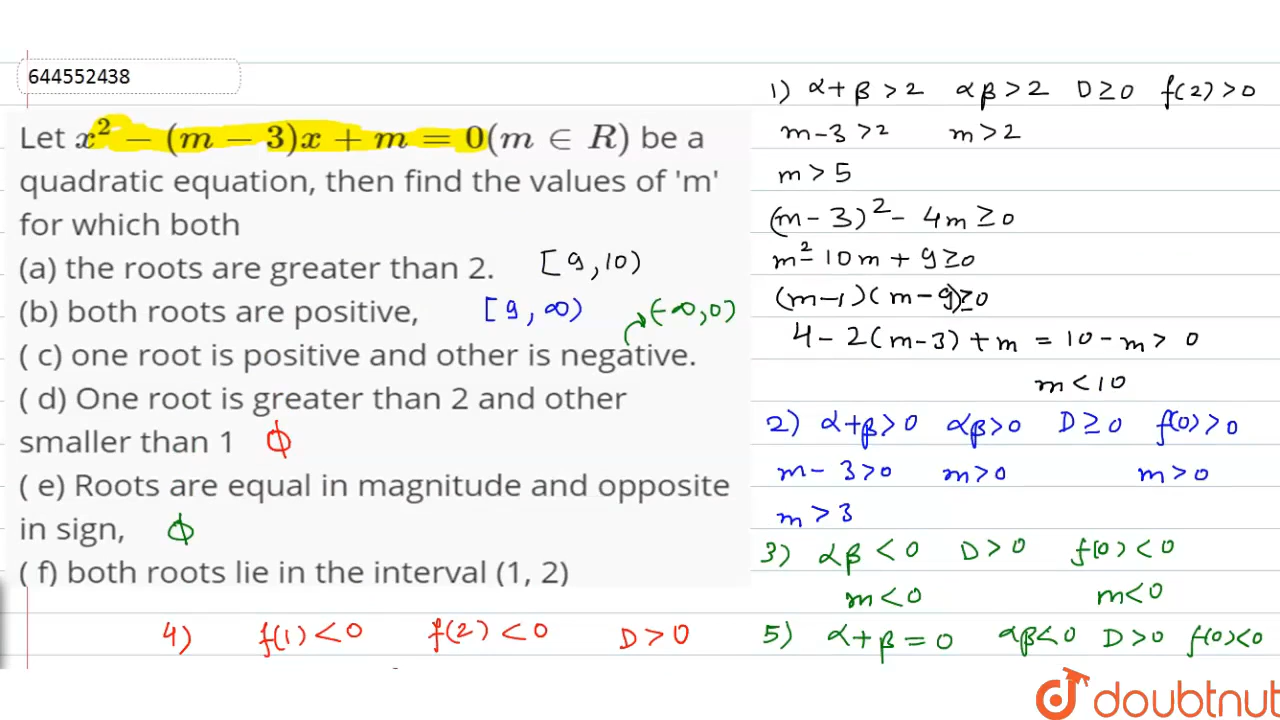 644552438
Let x² − (m − 3)x + m = 0(m ∈ R) be a
quadratic equation, then find the values of 'm'
for which both
(a) the roots are greater than 2. [9,10)
(b) both roots are positive, [9,∞) (-∞,0)
( c) one root is positive and other is negative.
( d) One root is greater than 2 and other
smaller than 1 ϕ
( e) Roots are equal in magnitude and opposite
in sign, ϕ
( f) both roots lie in the interval (1, 2)
4) f(1) < 0 f(2) < 0 D > 0
1) α + β > 2 αβ > 2 D ≥ 0 f(2) > 0
m - 3 > 2 m > 2
m > 5
(m - 3)² - 4m ≥ 0
m² - 10m + 9 ≥ 0
(m-1)(m-9) ≥ 0
4 - 2(m-3) + m = 10 - m > 0
m < 10
2) α+β>0 αβ>0 D ≥ 0 f(0) > 0
m - 3 > 0 m > 0 m > 0
m > 3
3) αβ < 0 D > 0 f(0) < 0
m < 0 m < 0
5) α + β = 0 αβ < 0 D > 0 f(0) < 0
doubtnut